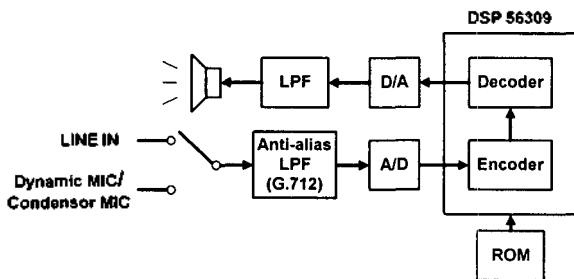 DSP 56309
LPF
D/A
Decoder
LINE IN
Anti-alias
LPF
(G.712)
A/D
Encoder
Dynamic MIC/
Condensor MIC
ROM